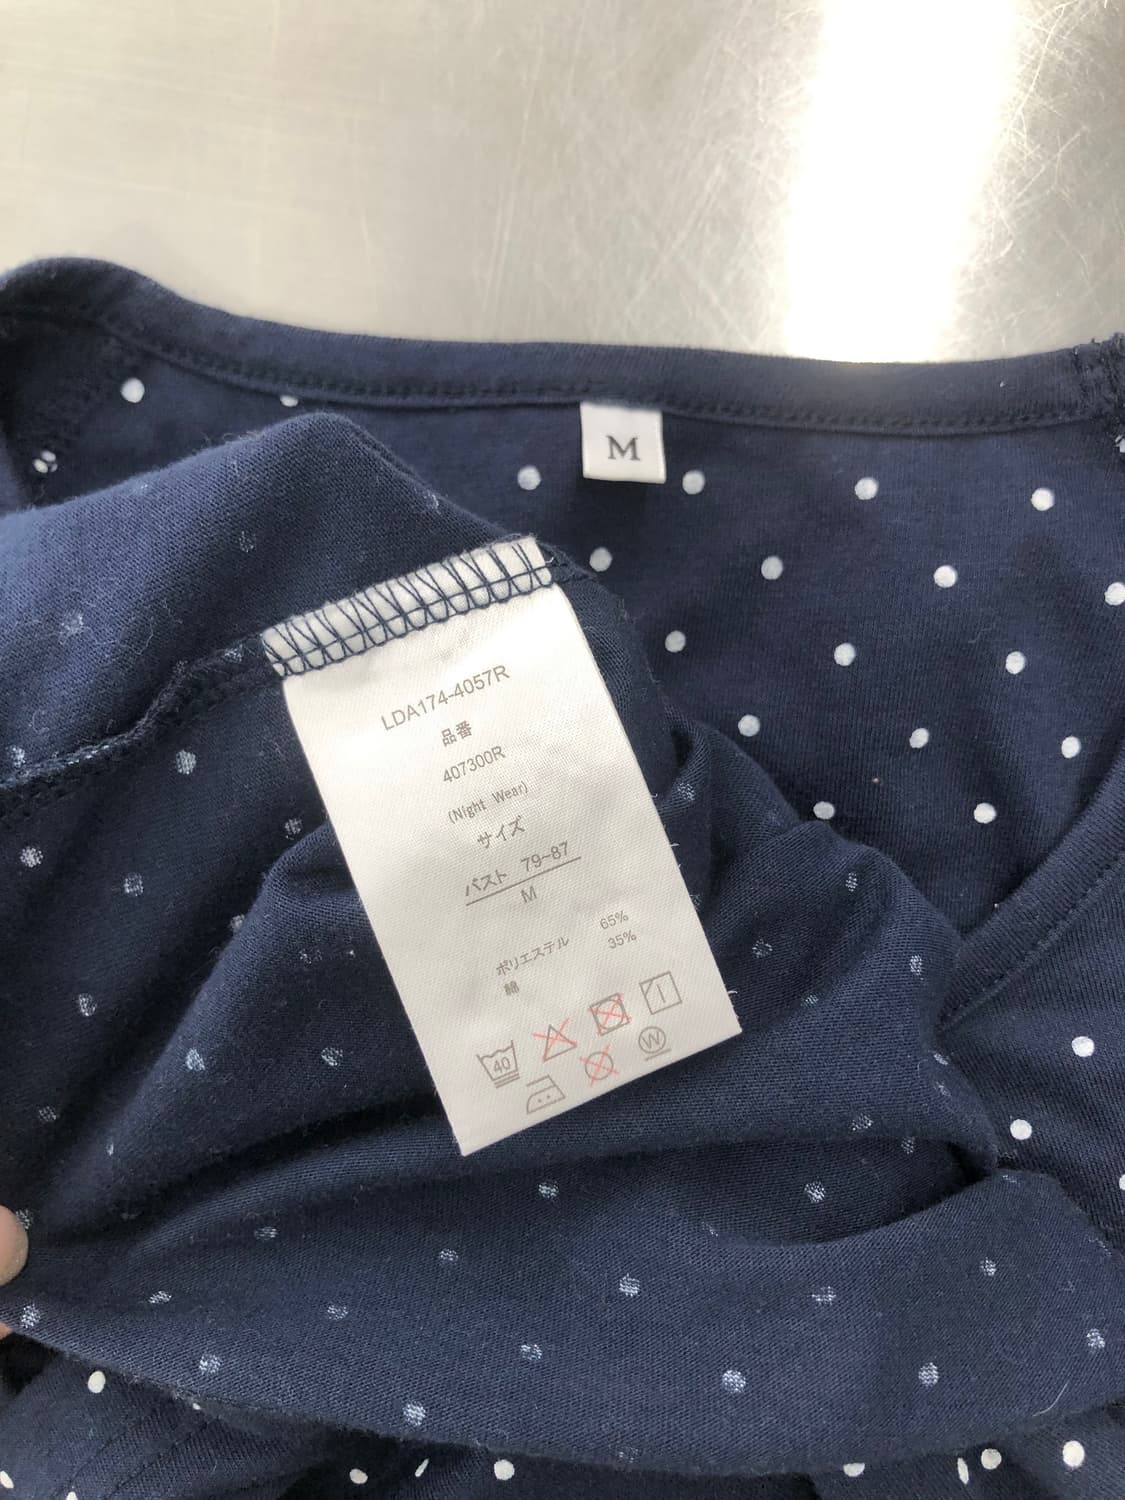 M
LDA174-4057R
品番
407300R
(Night Wear)
サイズ
バスト 79~87
M
ポリエステル 65%
綿 35%
40
W